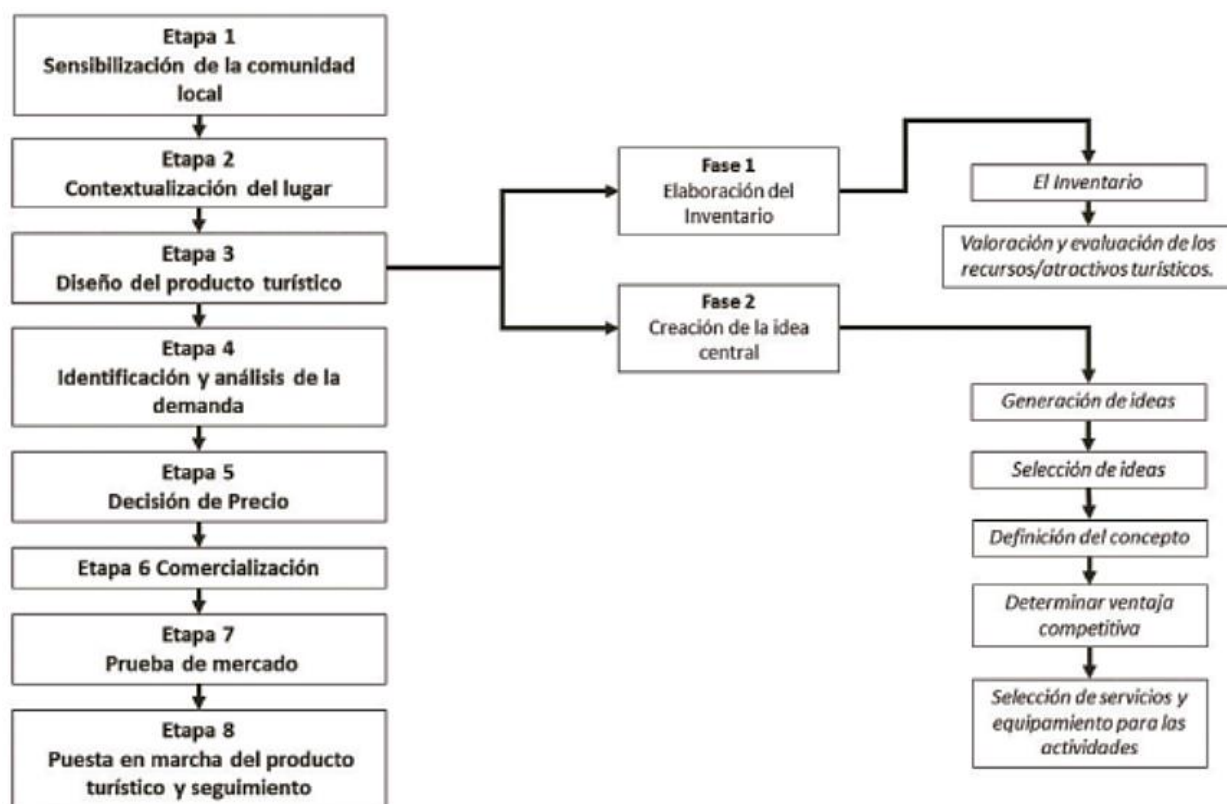 Etapa 1
Sensibilización de la comunidad
local
Etapa 2
Contextualización del lugar
Etapa 3
Diseño del producto turístico
Etapa 4
Identificación y análisis de la
demanda
Etapa 5
Decisión de Precio
Etapa 6 Comercialización
Etapa 7
Prueba de mercado
Etapa 8
Puesta en marcha del producto
turístico y seguimiento
Fase 1
Elaboración del
Inventario
Fase 2
Creación de la idea
central
El Inventario
Valoración y evaluación de los
recursos/atractivos turísticos.
Generación de ideas
Selección de ideas
Definición del concepto
Determinar ventaja
competitiva
Selección de servicios y
equipamiento para las
actividades